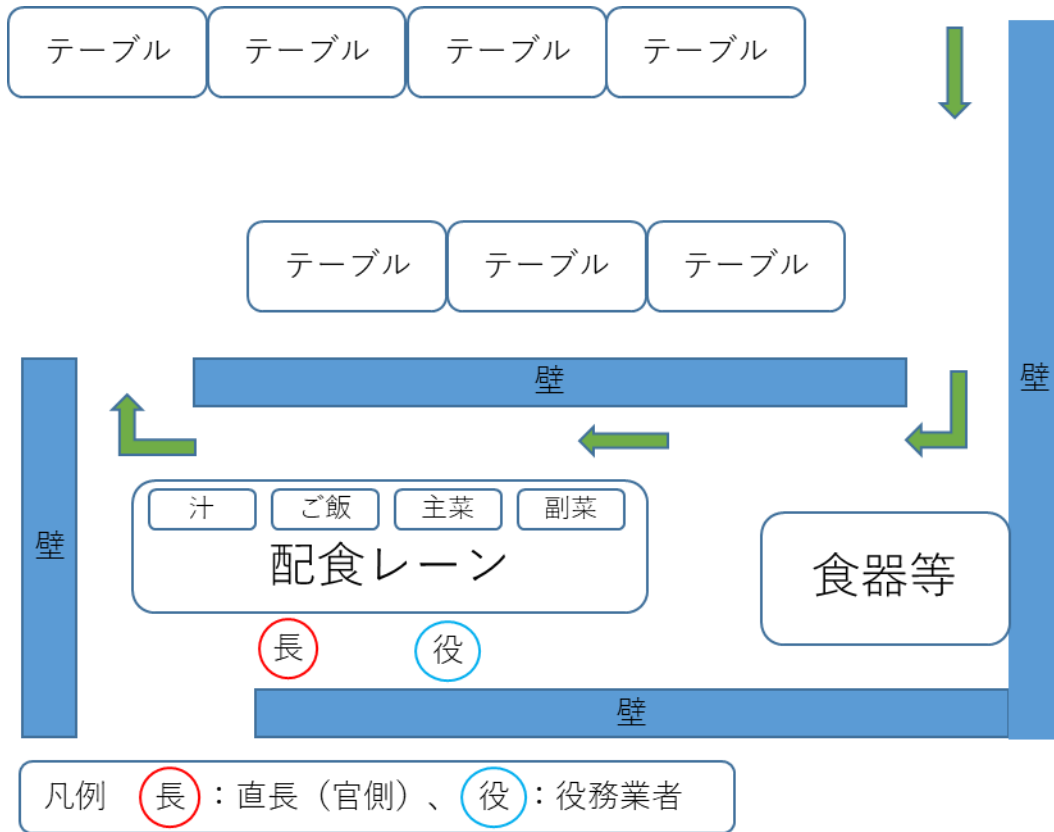 テーブル テーブル テーブル テーブル
テーブル テーブル テーブル
壁
壁
汁 ご飯 主菜 副菜
配食レーン
壁
食器等
長 役
壁
凡例 長：直長（官側）、役：役務業者